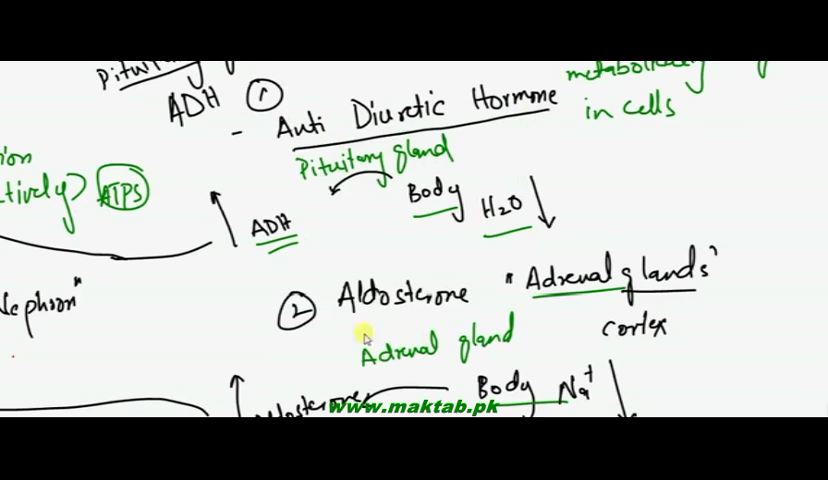 in cells
ADH ①
- Anti Diuretic Hormone
Pituitary gland
ATPS
Body H2O ↓
↑ ADH
② Aldosterone "Adrenal glands"
cortex
Adrenal gland
Body Na+ ↓
www.maktab.pk